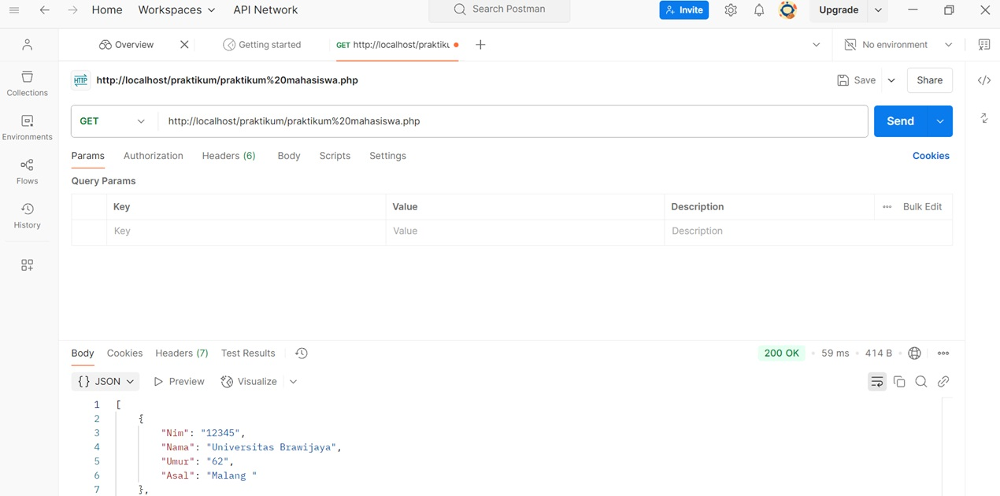 Home Workspaces API Network Search Postman Invite Upgrade
Overview Getting started GET http://localhost/praktiku No environment
HTTP http://localhost/praktikum/praktikum%20mahasiswa.php Save Share
Collections
GET http://localhost/praktikum/praktikum%20mahasiswa.php Send
Environments
Params Authorization Headers (6) Body Scripts Settings Cookies
Flows
Query Params
Key Value Description Bulk Edit
History
Key Value Description
Body Cookies Headers (7) Test Results 200 OK 59 ms 414 B
{} JSON Preview Visualize
1 [
2 {
3 "Nim": "12345",
4 "Nama": "Universitas Brawijaya",
5 "Umur": "62",
6 "Asal": "Malang "
7 },